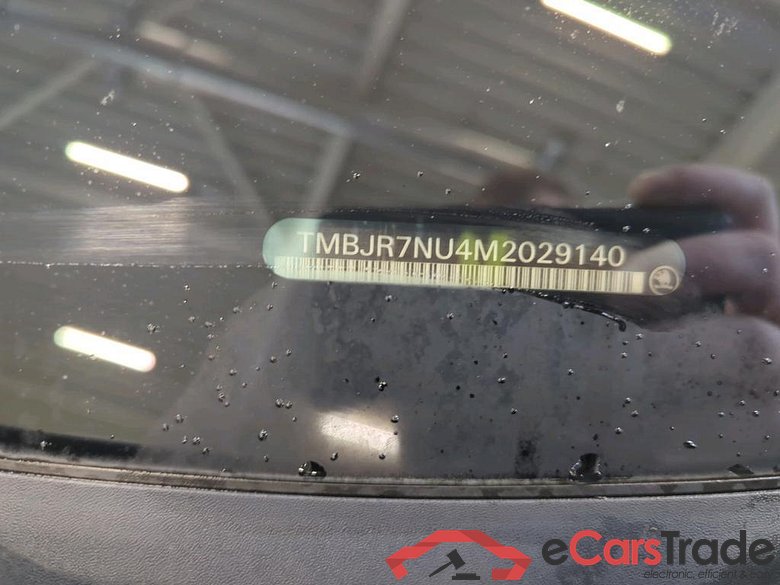 TMBJR7NU4M2029140
eCarsTrade
electronic, efficient &